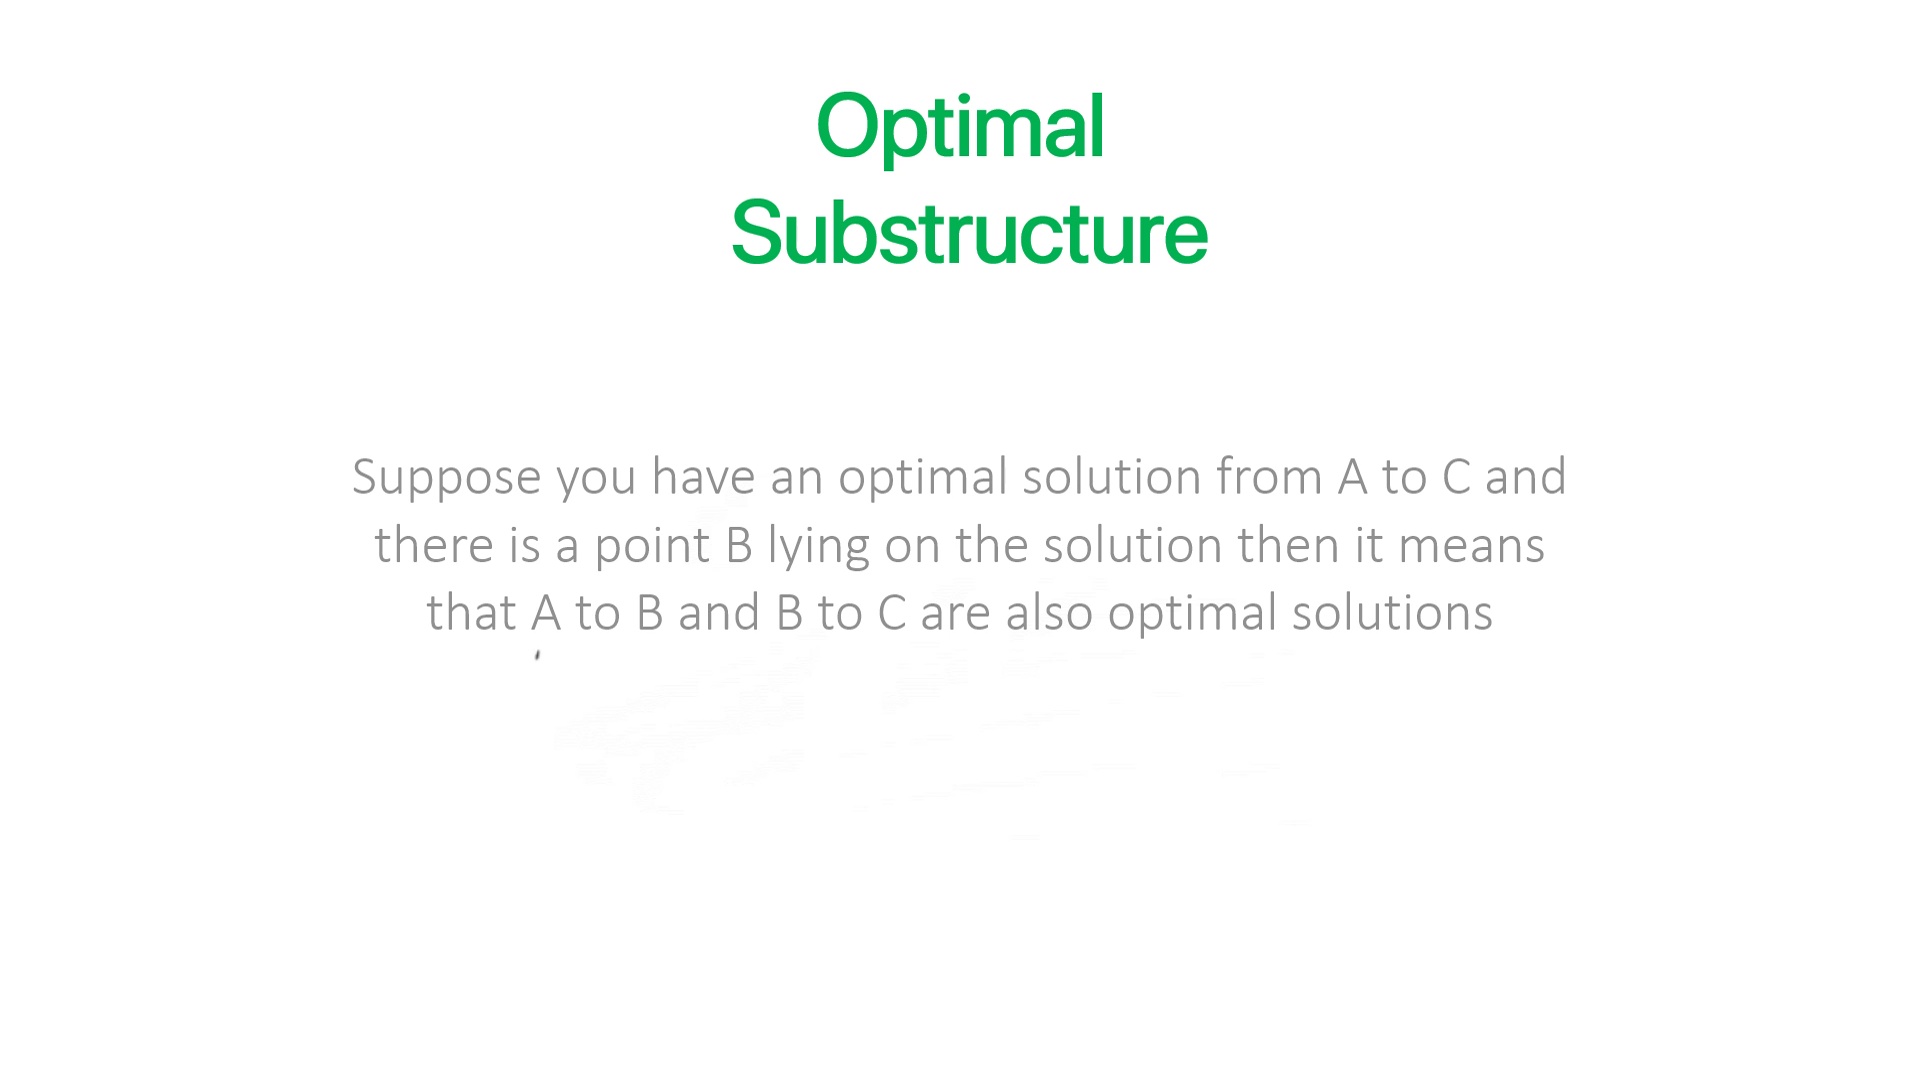 Optimal
Substructure
Suppose you have an optimal solution from A to C and
there is a point B lying on the solution then it means
that A to B and B to C are also optimal solutions